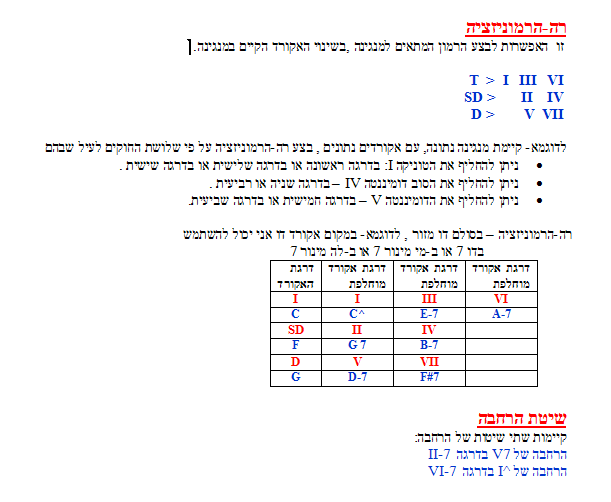 רה-הרמוניזציה
זו האפשרות לבצע הרמון המתאים למנגינה ,בשינוי האקורד הקיים במנגינה.
T > I III VI
SD > II IV
D > V VII
לדוגמא- קיימת מנגינה נתונה, עם אקורדים נתונים , בצע רה-הרמוניזציה על פי שלושת החוקים לעיל שבהם
• ניתן להחליף את הטוניקה I: בדרגה ראשונה או בדרגה שלישית או בדרגה שישית .
• ניתן להחליף את הסוב דומיננטה IV – בדרגה שניה או רביעית .
• ניתן להחליף את הדומיננטה V – בדרגה חמישית או בדרגה שביעית.
רה-הרמוניזציה – בסולם דו מזור , לדוגמא- במקום אקורד דו אני יכול להשתמש
בדו 7 או ב-מי מינור 7 או ב-לה מינור 7
דרגת האקורד | דרגת אקורד מוחלפת | דרגת אקורד מוחלפת | דרגת אקורד מוחלפת
I | I | III | VI
C | C^ | E-7 | A-7
SD | II | IV
F | G 7 | B-7
D | V | VII
G | D-7 | F#7
שיטת הרחבה
קיימות שתי שיטות של הרחבה:
הרחבה של V7 בדרגה II-7
הרחבה של I^ בדרגה VI-7